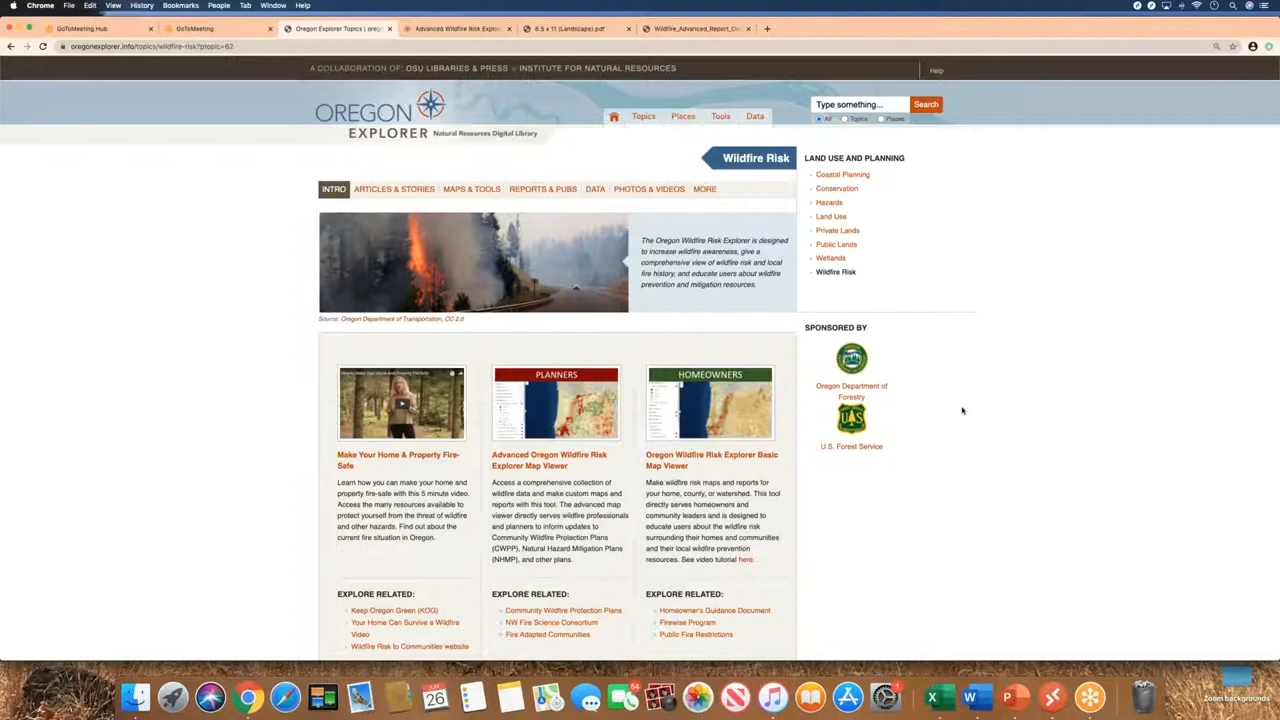 Chrome File Edit View History Bookmarks People Tab Window Help
GoToMeeting Hub
GoToMeeting
Oregon Explorer Topics | oreg
Advanced Wildfire Risk Explo
8.5 x 11 (Landscape).pdf
Wildfire_Advanced_Report_O
oregonexplorer.info/topics/wildfire-risk?ptopic=62
A COLLABORATION OF: OSU LIBRARIES & PRESS + INSTITUTE FOR NATURAL RESOURCES
Help
OREGON
EXPLORER Natural Resources Digital Library
Topics Places Tools Data
Type something... Search
All Topics Places
Wildfire Risk
INTRO ARTICLES & STORIES MAPS & TOOLS REPORTS & PUBS DATA PHOTOS & VIDEOS MORE
The Oregon Wildfire Risk Explorer is designed
to increase wildfire awareness, give a
comprehensive view of wildfire risk and local
fire history, and educate users about wildfire
prevention and mitigation resources.
Source: Oregon Department of Transportation, CC 2.0
LAND USE AND PLANNING
Coastal Planning
Conservation
Hazards
Land Use
Private Lands
Public Lands
Wetlands
Wildfire Risk
SPONSORED BY
Oregon Department of
Forestry
UAS
U.S. Forest Service
Make Your Home & Property Fire-
Safe
Learn how you can make your home and
property fire-safe with this 5 minute video.
Access the many resources available to
protect yourself from the threat of wildfire
and other hazards. Find out about the
current fire situation in Oregon.
EXPLORE RELATED:
Keep Oregon Green (KOG)
Your Home Can Survive a Wildfire
Video
Wildfire Risk to Communities website
PLANNERS
Advanced Oregon Wildfire Risk
Explorer Map Viewer
Access a comprehensive collection of
wildfire data and make custom maps and
reports with this tool. The advanced map
viewer directly serves wildfire professionals
and planners to inform updates to
Community Wildfire Protection Plans
(CWPP), Natural Hazard Mitigation Plans
(NHMP), and other plans.
EXPLORE RELATED:
Community Wildfire Protection Plans
NW Fire Science Consortium
Fire Adapted Communities
HOMEOWNERS
Oregon Wildfire Risk Explorer Basic
Map Viewer
Make wildfire risk maps and reports for
your home, county, or watershed. This tool
directly serves homeowners and
community leaders and is designed to
educate users about the wildfire risk
surrounding their homes and communities
and their local wildfire prevention
resources. See video tutorial here.
EXPLORE RELATED:
Homeowner's Guidance Document
Firewise Program
Public Fire Restrictions
JUN
26
54
1
Zoom backgrounds